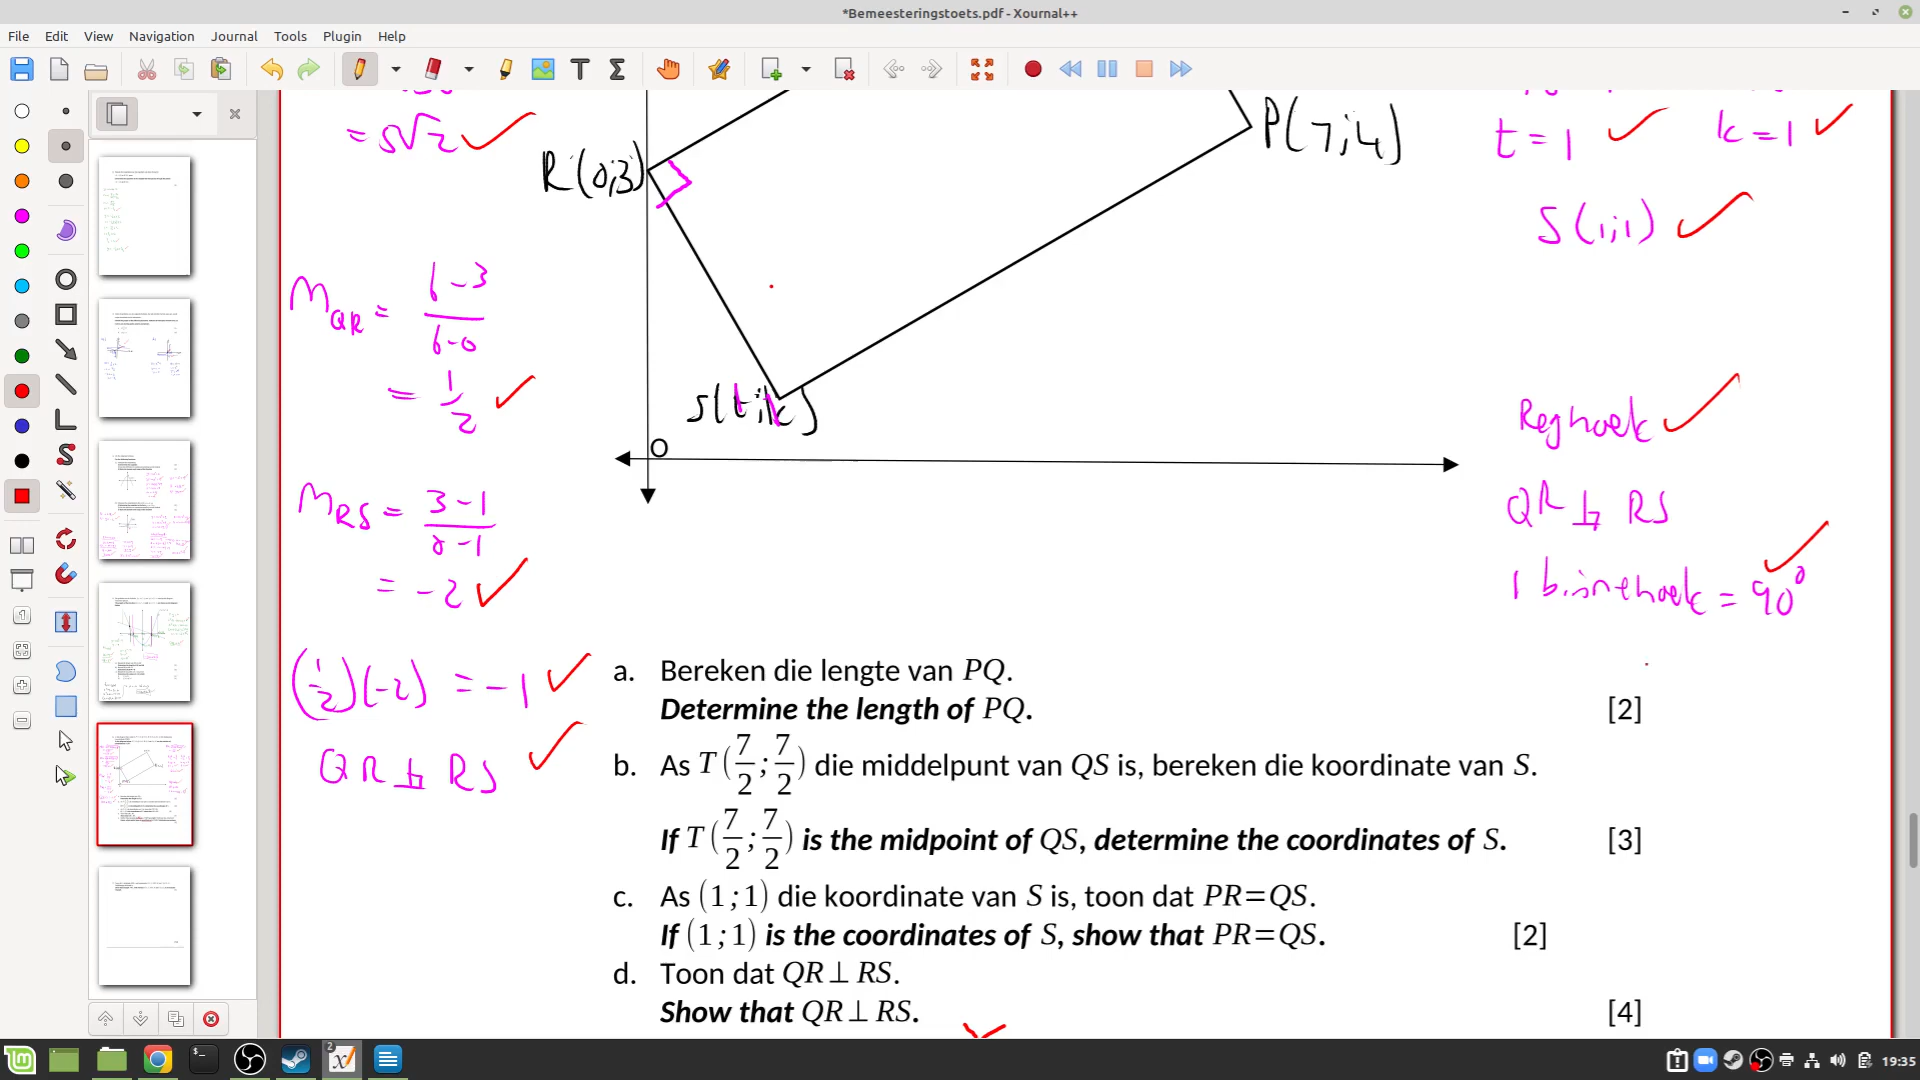 *Bemeesteringstoets.pdf - Xournal++
File Edit View Navigation Journal Tools Plugin Help
= 5√2
R(0;3)
P(7;4)
t = 1
k = 1
S(1;1)
M_QR = (6-3)/(6-0)
= 1/2
S(t;k)
O
Reghoek
QR ⊥ RS
1 binnehoek = 90°
M_RS = (3-1)/(0-1)
= -2
(1/2)(-2) = -1
QR ⊥ RS
a. Bereken die lengte van PQ.
Determine the length of PQ. [2]
b. As T(7/2;7/2) die middelpunt van QS is, bereken die koordinate van S.
If T(7/2;7/2) is the midpoint of QS, determine the coordinates of S. [3]
c. As (1;1) die koordinate van S is, toon dat PR=QS.
If (1;1) is the coordinates of S, show that PR=QS. [2]
d. Toon dat QR⊥RS.
Show that QR⊥RS. [4]
19:35